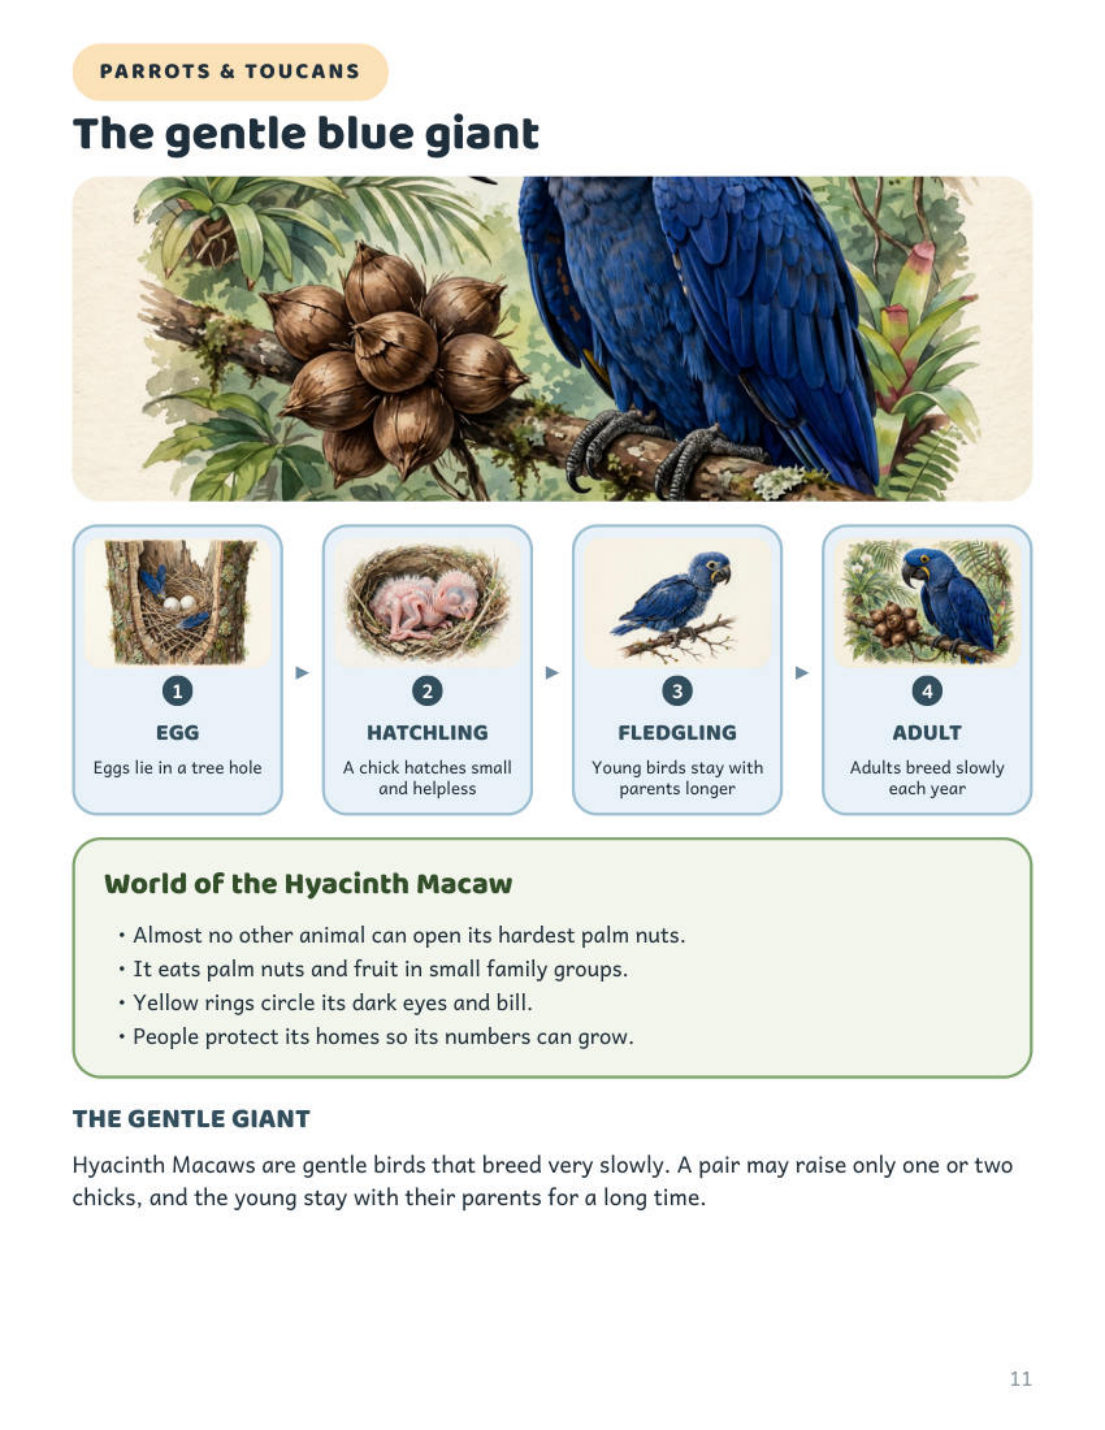 PARROTS & TOUCANS
The gentle blue giant
1
EGG
Eggs lie in a tree hole
2
HATCHLING
A chick hatches small
and helpless
3
FLEDGLING
Young birds stay with
parents longer
4
ADULT
Adults breed slowly
each year
World of the Hyacinth Macaw
• Almost no other animal can open its hardest palm nuts.
• It eats palm nuts and fruit in small family groups.
• Yellow rings circle its dark eyes and bill.
• People protect its homes so its numbers can grow.
THE GENTLE GIANT
Hyacinth Macaws are gentle birds that breed very slowly. A pair may raise only one or two
chicks, and the young stay with their parents for a long time.
11